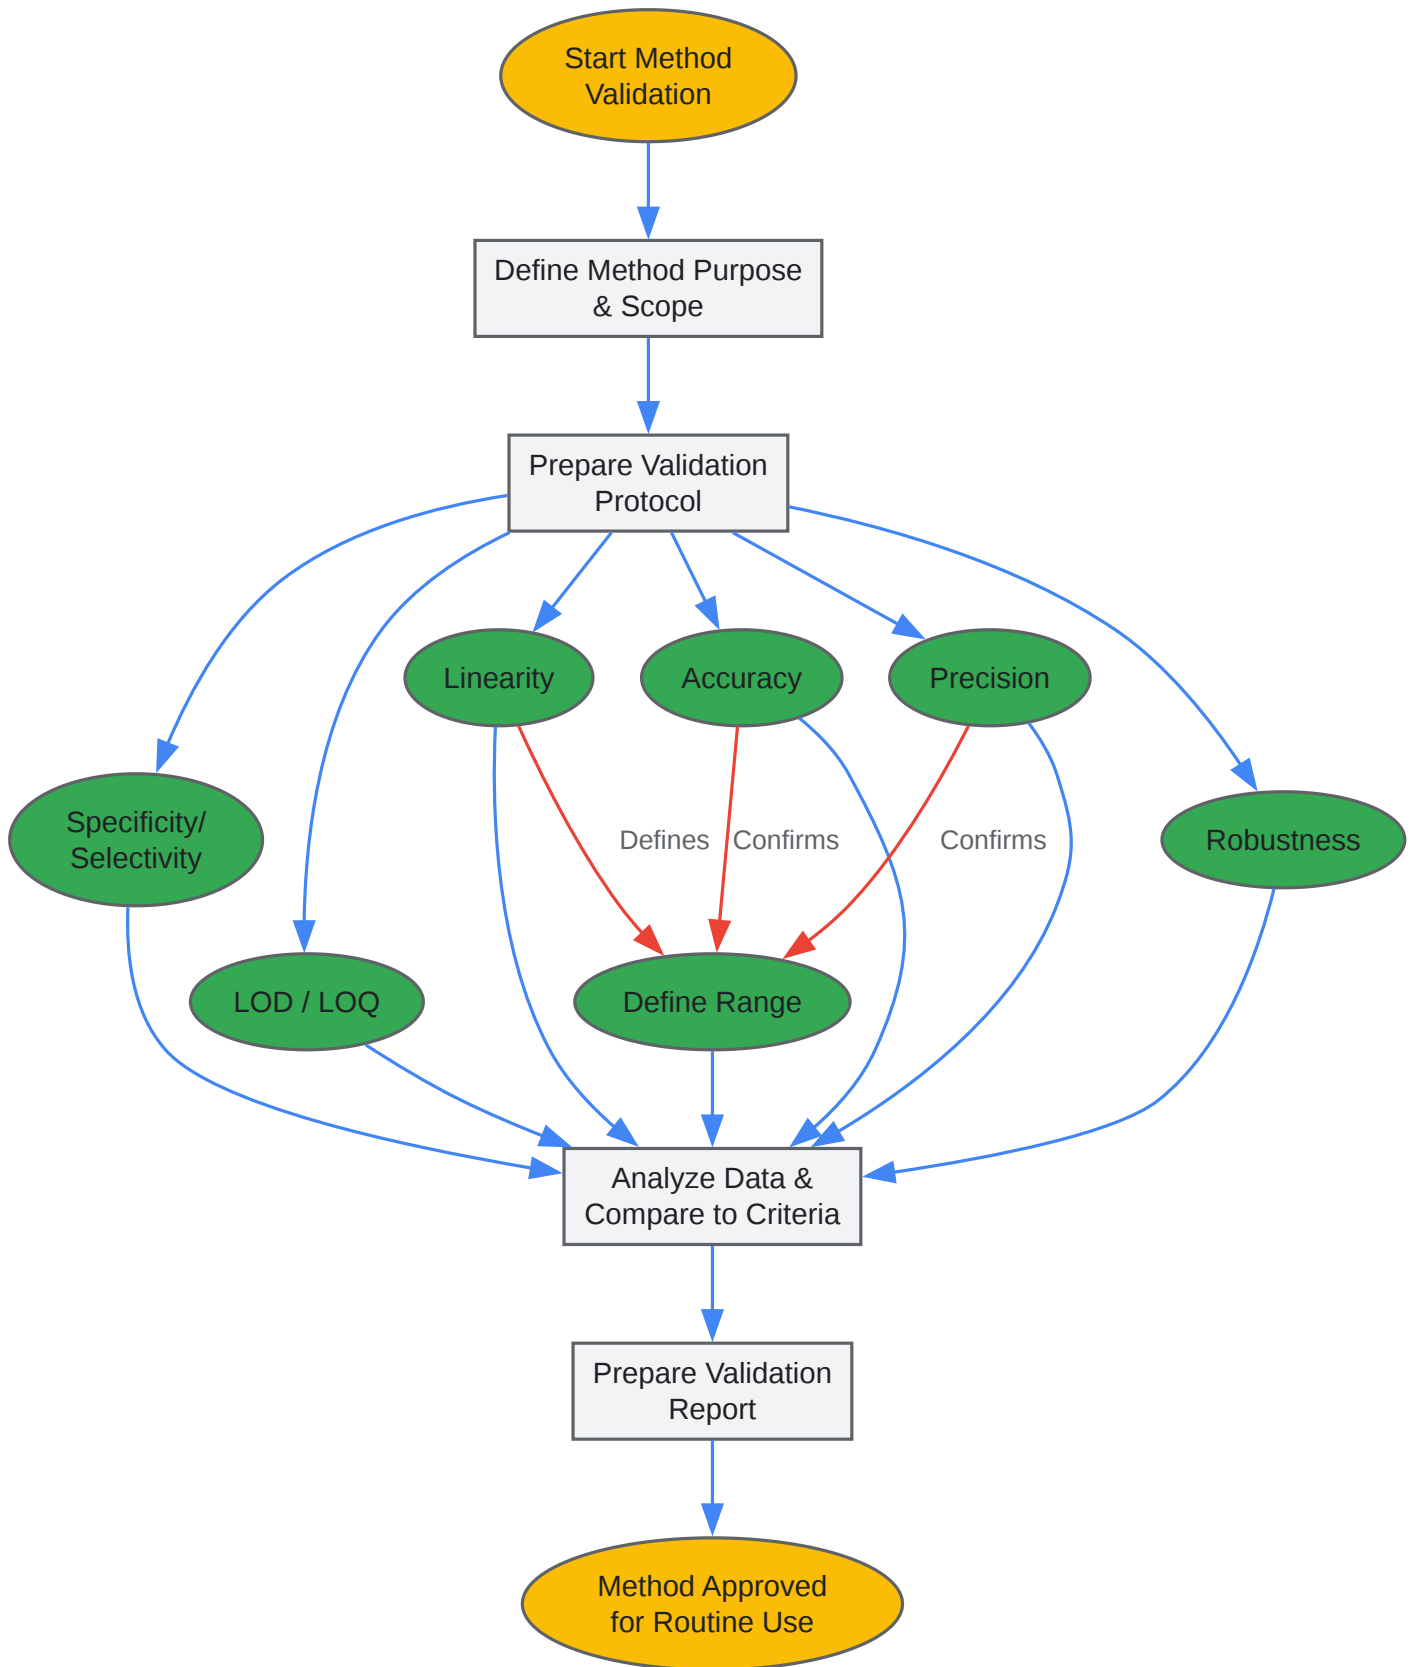 Start Method
Validation
Define Method Purpose
& Scope
Prepare Validation
Protocol
Linearity
Accuracy
Precision
Specificity/
Selectivity
Defines
Confirms
Confirms
Robustness
LOD / LOQ
Define Range
Analyze Data &
Compare to Criteria
Prepare Validation
Report
Method Approved
for Routine Use